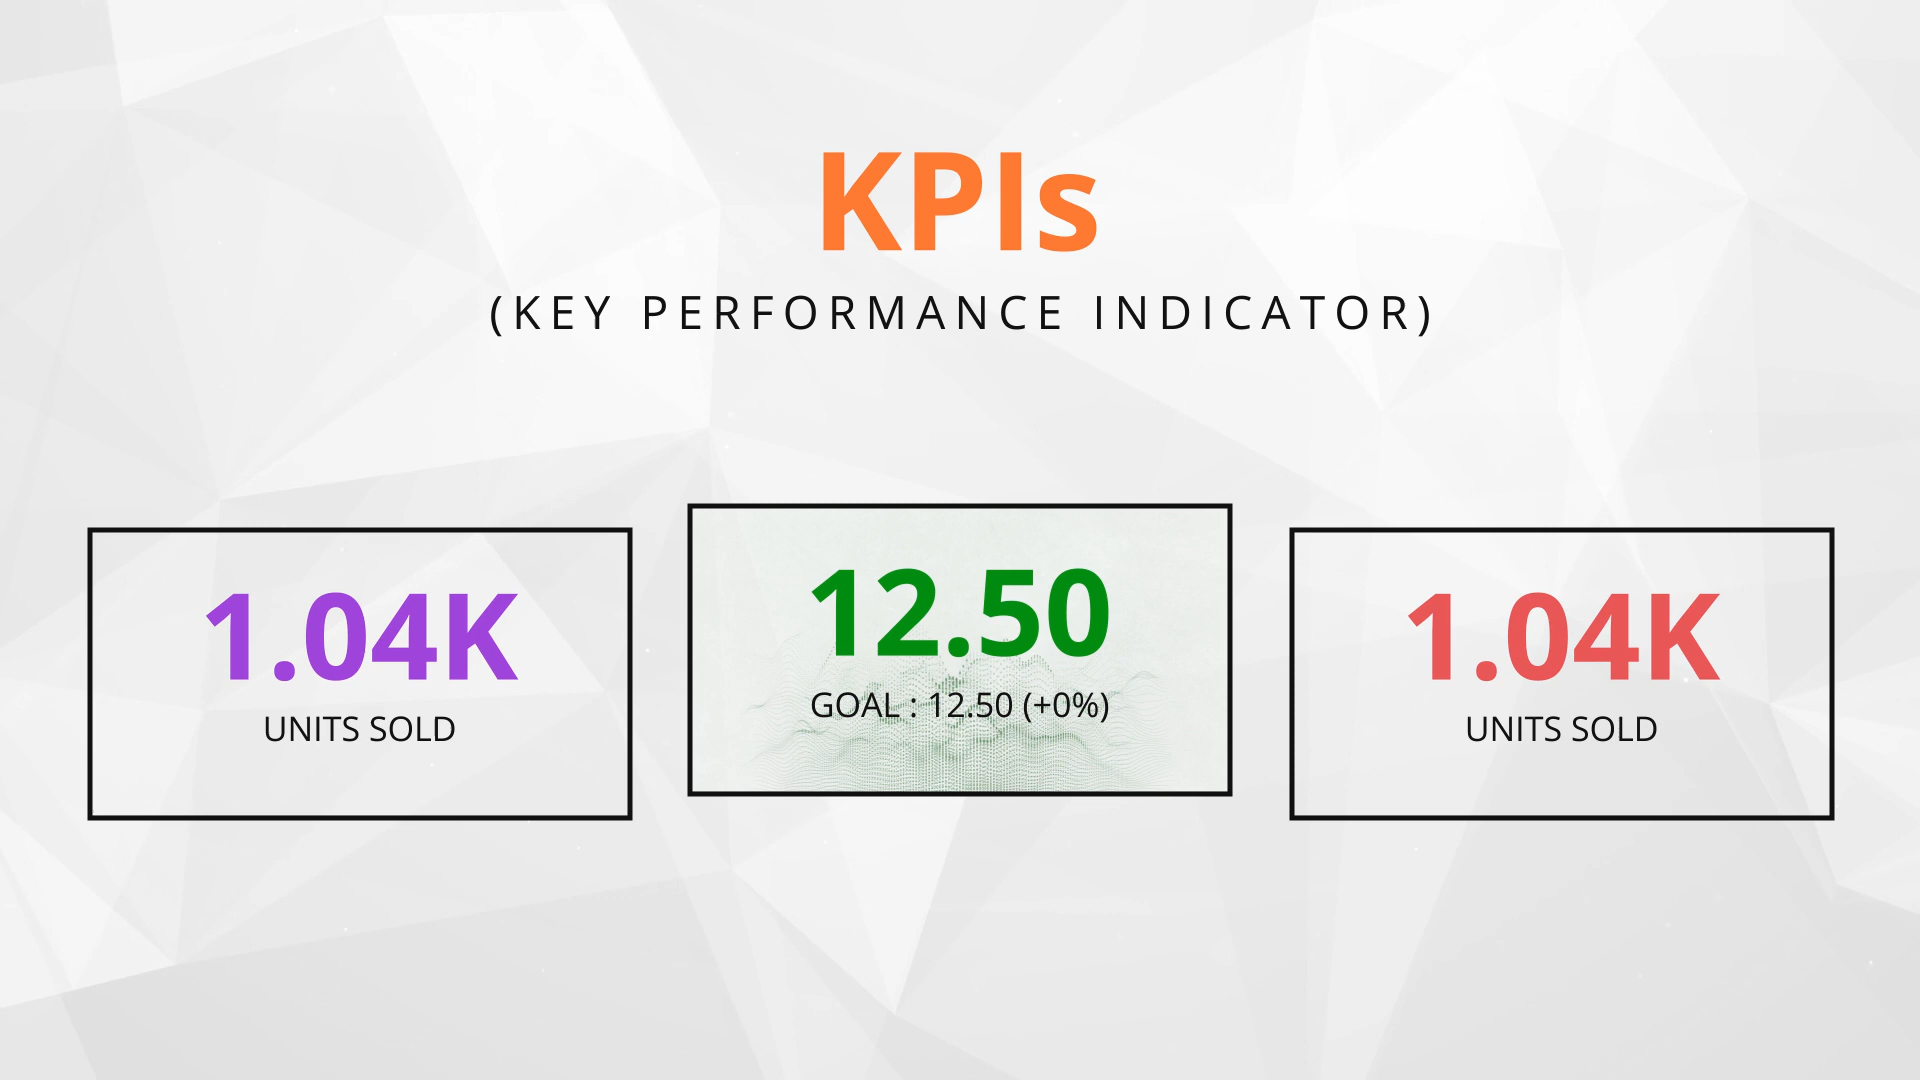 KPIs
(KEY PERFORMANCE INDICATOR)
1.04K
UNITS SOLD
12.50
GOAL : 12.50 (+0%)
1.04K
UNITS SOLD